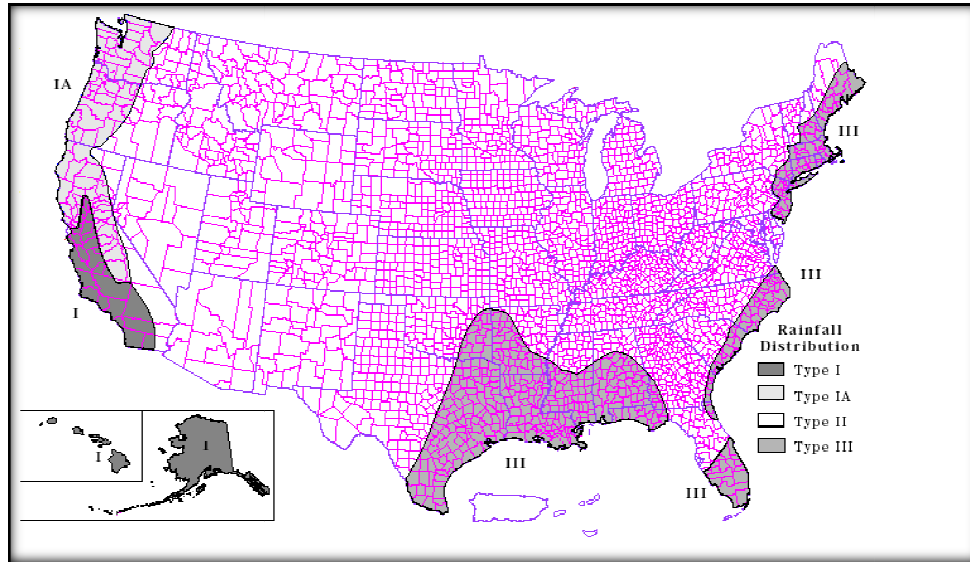 IA
III
III
I
Rainfall
Distribution
Type I
Type IA
Type II
Type III
I
I
III
III